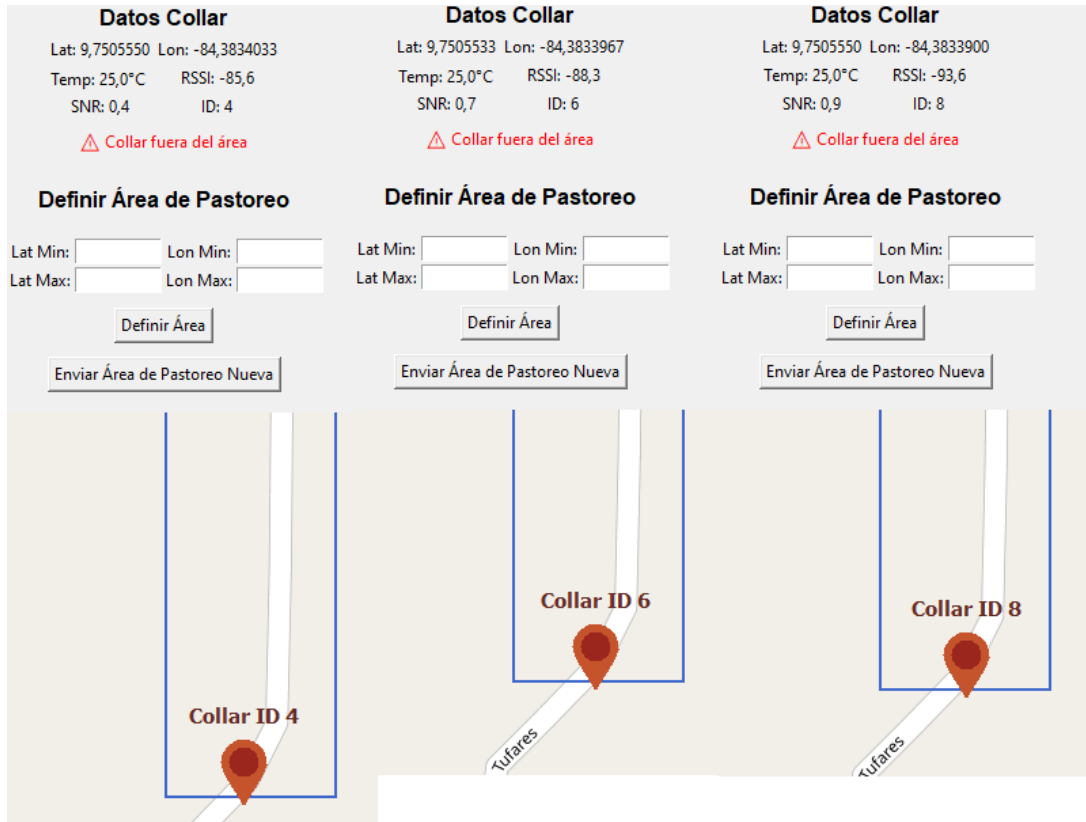 Datos Collar
Lat: 9,7505550 Lon: -84,3834033
Temp: 25,0°C RSSI: -85,6
SNR: 0,4 ID: 4
⚠ Collar fuera del área
Definir Área de Pastoreo
Lat Min: Lon Min:
Lat Max: Lon Max:
Definir Área
Enviar Área de Pastoreo Nueva
Collar ID 4
Datos Collar
Lat: 9,7505533 Lon: -84,3833967
Temp: 25,0°C RSSI: -88,3
SNR: 0,7 ID: 6
⚠ Collar fuera del área
Definir Área de Pastoreo
Lat Min: Lon Min:
Lat Max: Lon Max:
Definir Área
Enviar Área de Pastoreo Nueva
Collar ID 6
Tufares
Datos Collar
Lat: 9,7505550 Lon: -84,3833900
Temp: 25,0°C RSSI: -93,6
SNR: 0,9 ID: 8
⚠ Collar fuera del área
Definir Área de Pastoreo
Lat Min: Lon Min:
Lat Max: Lon Max:
Definir Área
Enviar Área de Pastoreo Nueva
Collar ID 8
Tufares